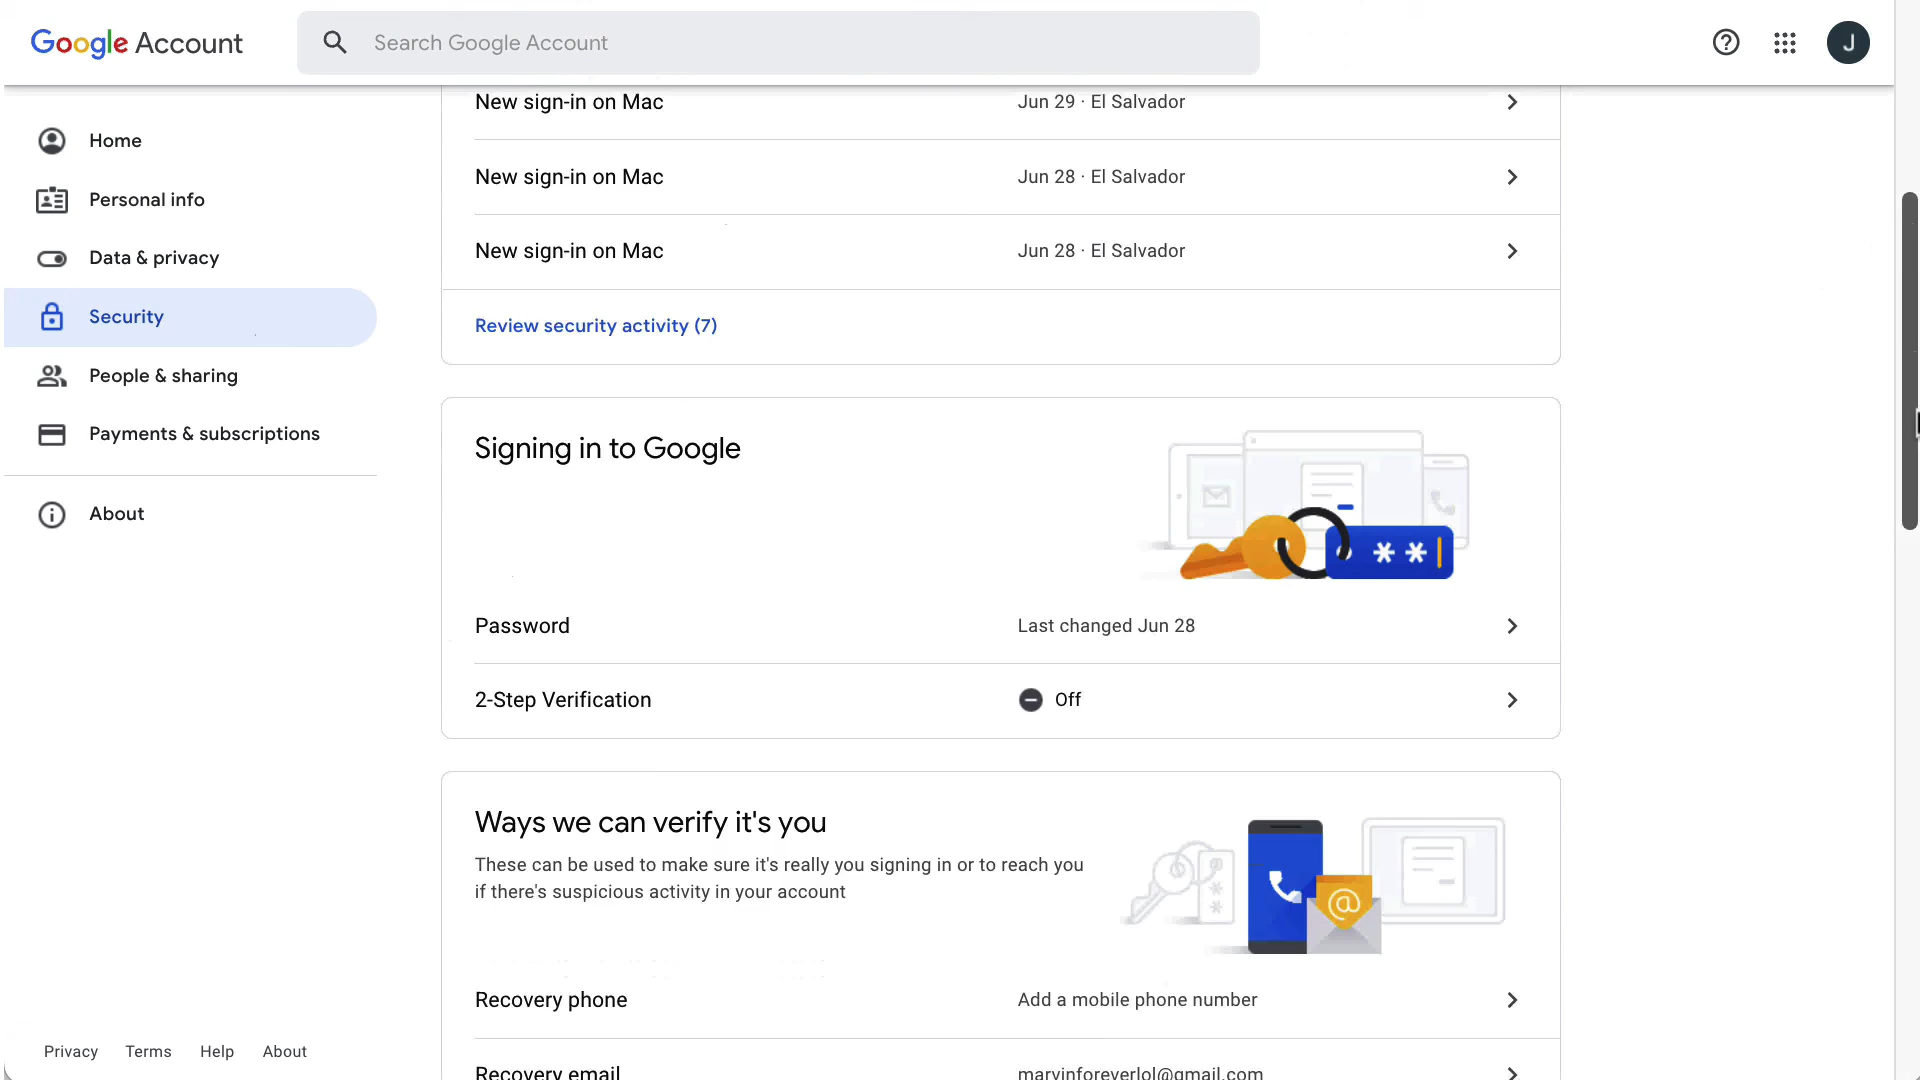 Google Account
Search Google Account
J
New sign-in on Mac
Jun 29 · El Salvador
Home
New sign-in on Mac
Jun 28 · El Salvador
Personal info
New sign-in on Mac
Jun 28 · El Salvador
Data & privacy
Security
Review security activity (7)
People & sharing
Payments & subscriptions
Signing in to Google
About
Password
Last changed Jun 28
2-Step Verification
Off
Ways we can verify it's you
These can be used to make sure it's really you signing in or to reach you
if there's suspicious activity in your account
Recovery phone
Add a mobile phone number
Privacy
Terms
Help
About
Recovery email
marvinforeverlol@gmail.com